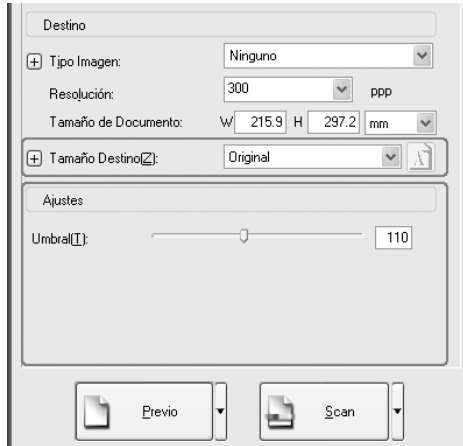 Destino
Tipo Imagen: Ninguno
Resolución: 300 ppp
Tamaño de Documento: W 215.9 H 297.2 mm
Tamaño Destino(Z): Original A
Ajustes
Umbral(T): 110
Previo Scan